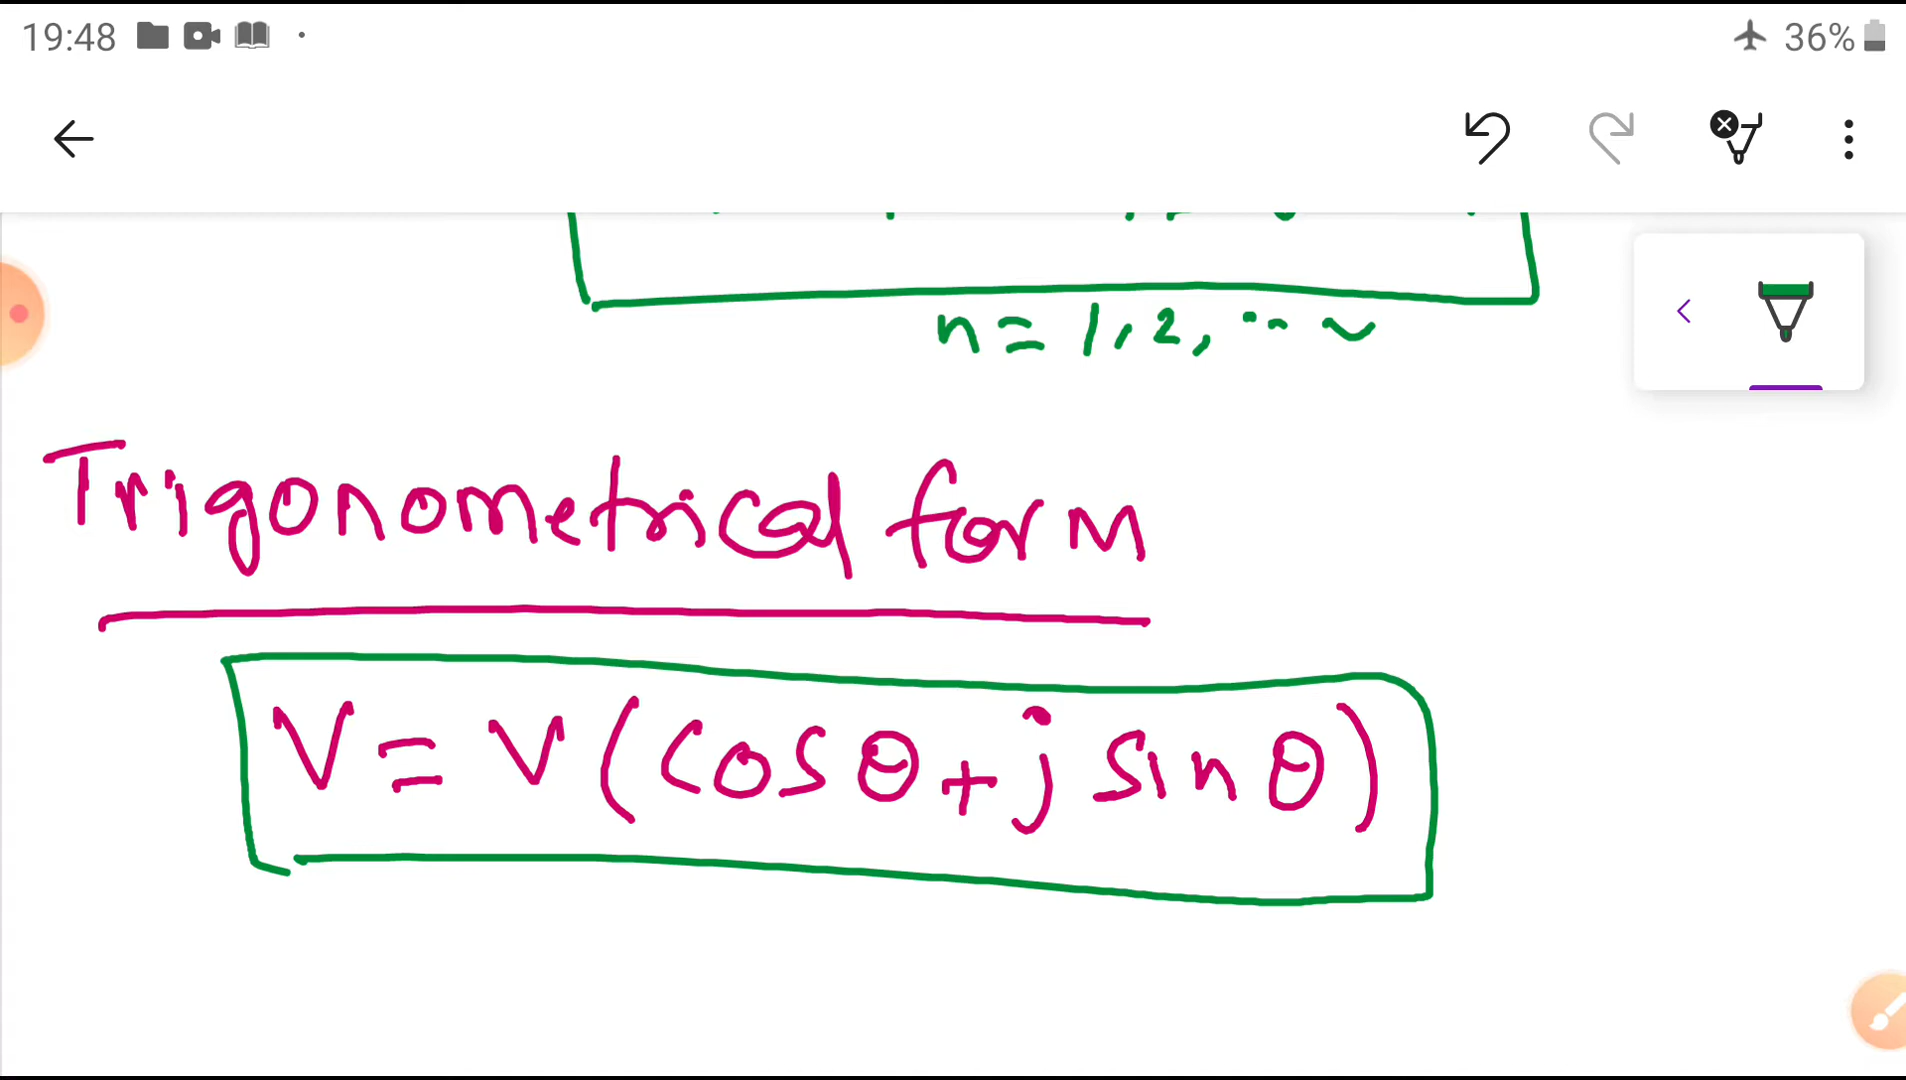 19:48 36%
n = 1, 2, ...
Trigonometrical form
V = V (cos θ + j sin θ)